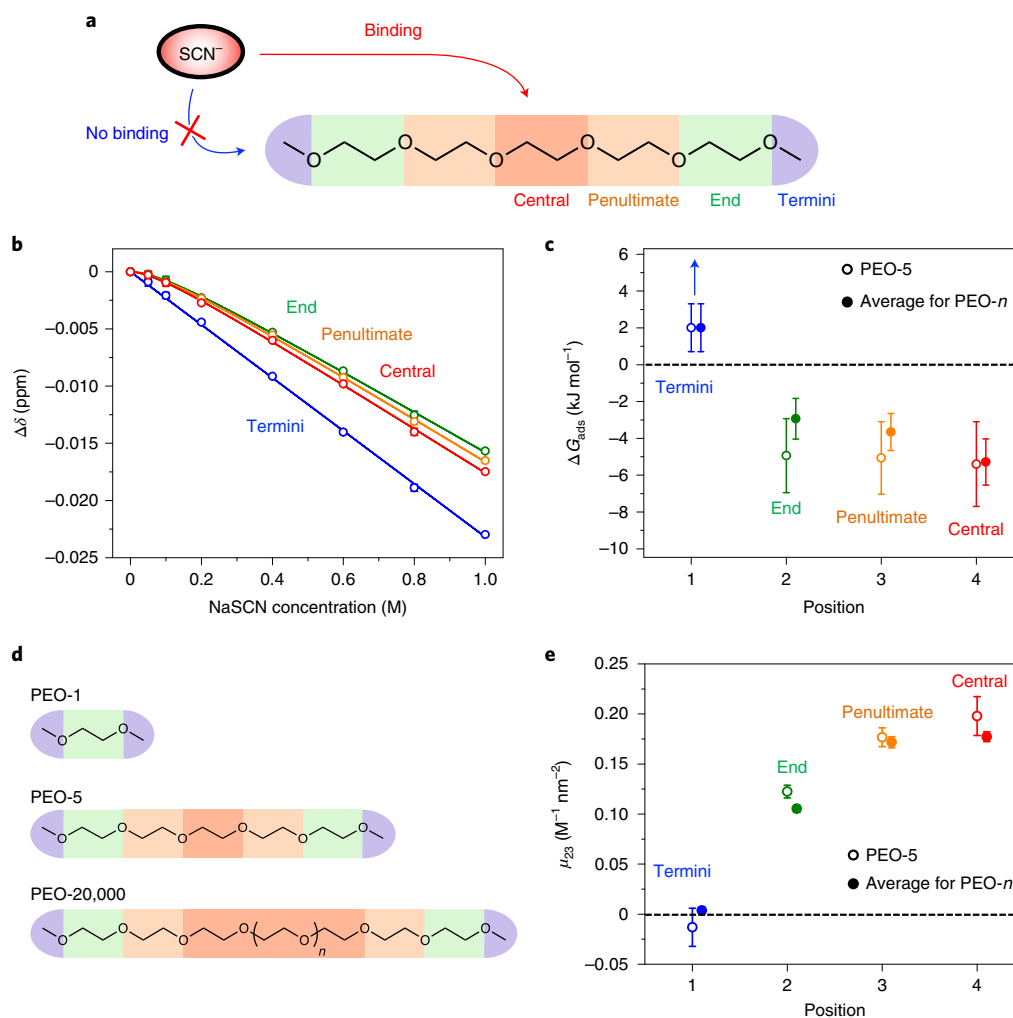 a
SCN⁻
Binding
No binding
O O O O O O
Central Penultimate End Termini
b
Δδ (ppm)
0
−0.005
−0.010
−0.015
−0.020
−0.025
End
Penultimate
Central
Termini
0 0.2 0.4 0.6 0.8 1.0
NaSCN concentration (M)
c
ΔG_ads (kJ mol⁻¹)
6
4
2
0
−2
−4
−6
−8
−10
PEO-5
Average for PEO-n
Termini
End
Penultimate
Central
1 2 3 4
Position
d
PEO-1
O O
PEO-5
O O O O O O
PEO-20,000
O O O O ( O )n O O O
e
μ₂₃ (M⁻¹ nm⁻²)
0.25
0.20
0.15
0.10
0.05
0
−0.05
Central
Penultimate
End
Termini
PEO-5
Average for PEO-n
1 2 3 4
Position